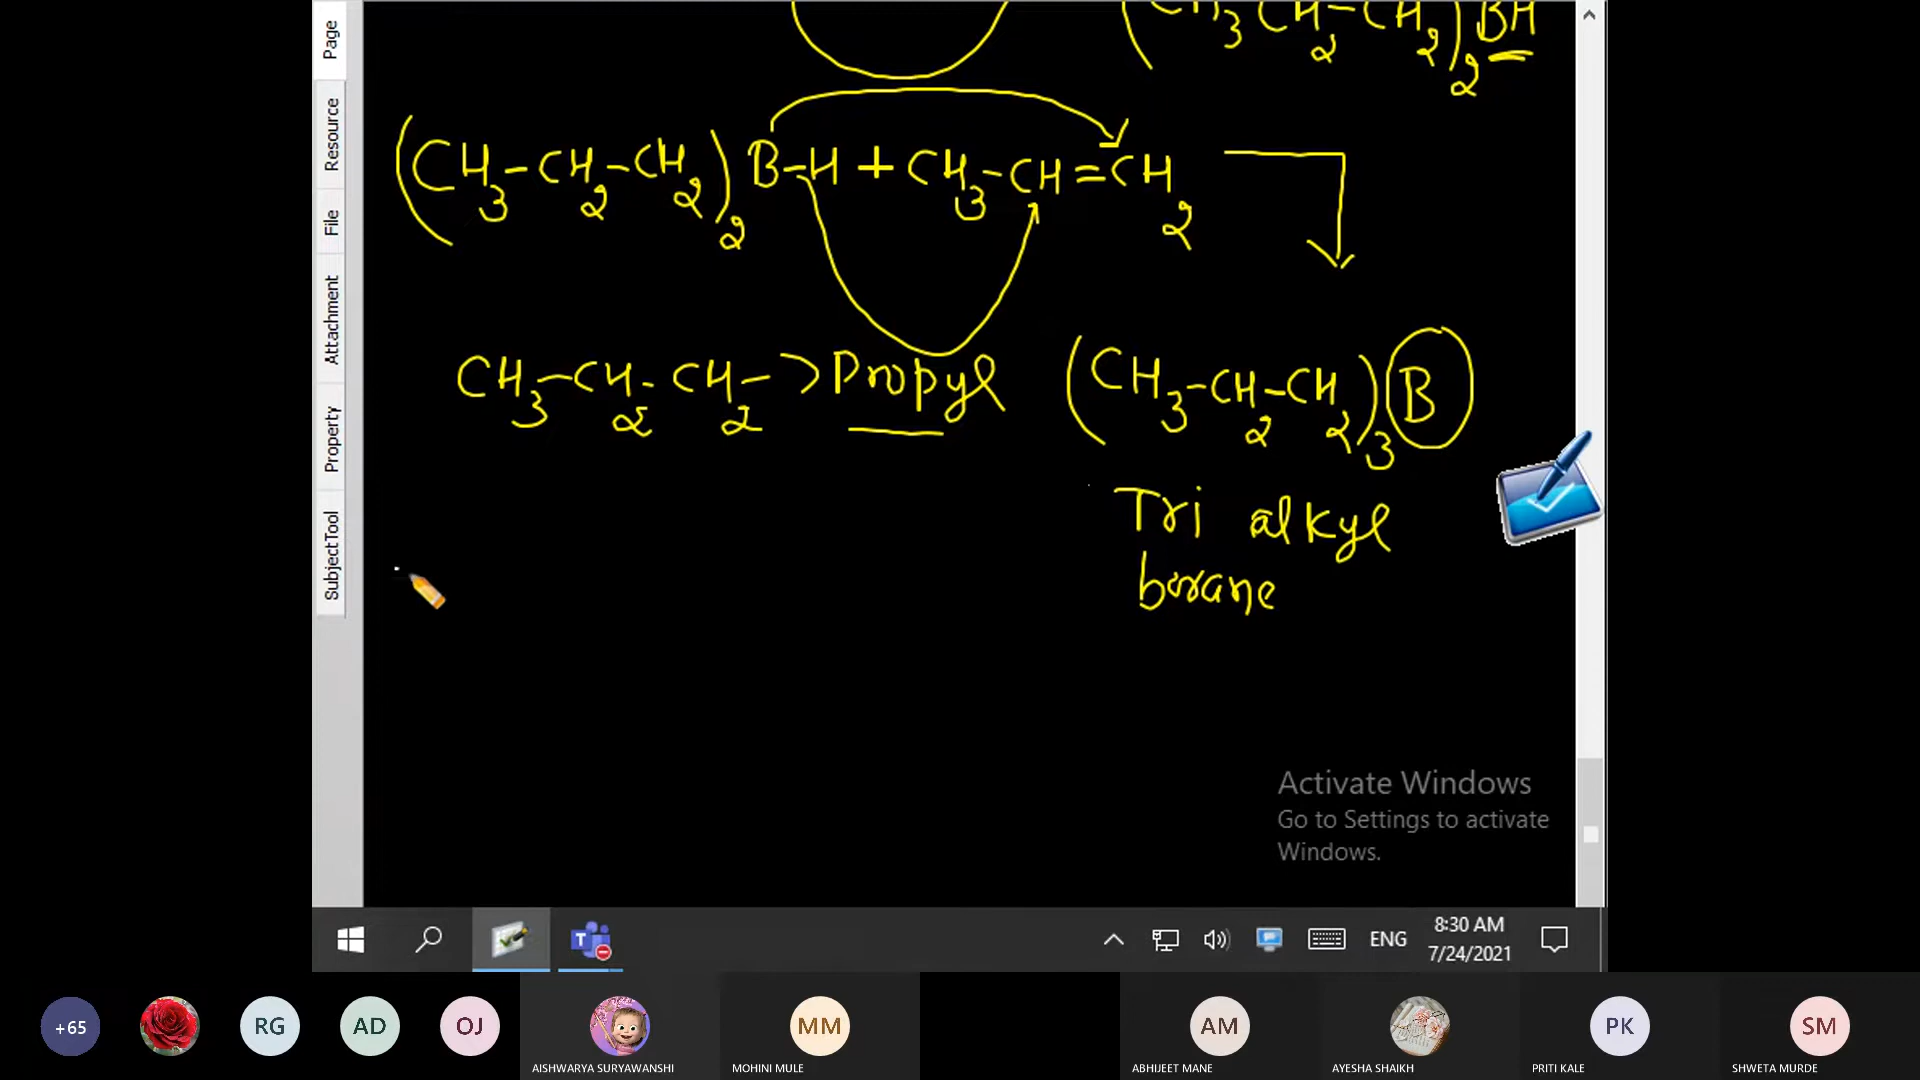 Page
Resource
File
Attachment
Property
SubjectTool
(CH3CH2-CH2)2BH
(CH3-CH2-CH2)2B-H + CH3-CH=CH2
CH3-CH2-CH2->Propyl
(CH3-CH2-CH2)3B
Tri alkyl
borane
Activate Windows
Go to Settings to activate
Windows.
ENG
8:30 AM
7/24/2021
+65
RG
AD
OJ
AISHWARYA SURYAWANSHI
MM
MOHINI MULE
AM
ABHIJEET MANE
AYESHA SHAIKH
PK
PRITI KALE
SM
SHWETA MURDE